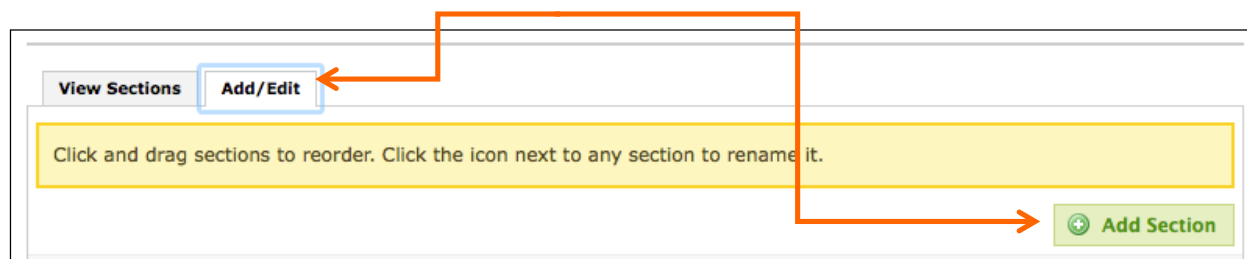 View Sections Add/Edit
Click and drag sections to reorder. Click the icon next to any section to rename it.
Add Section